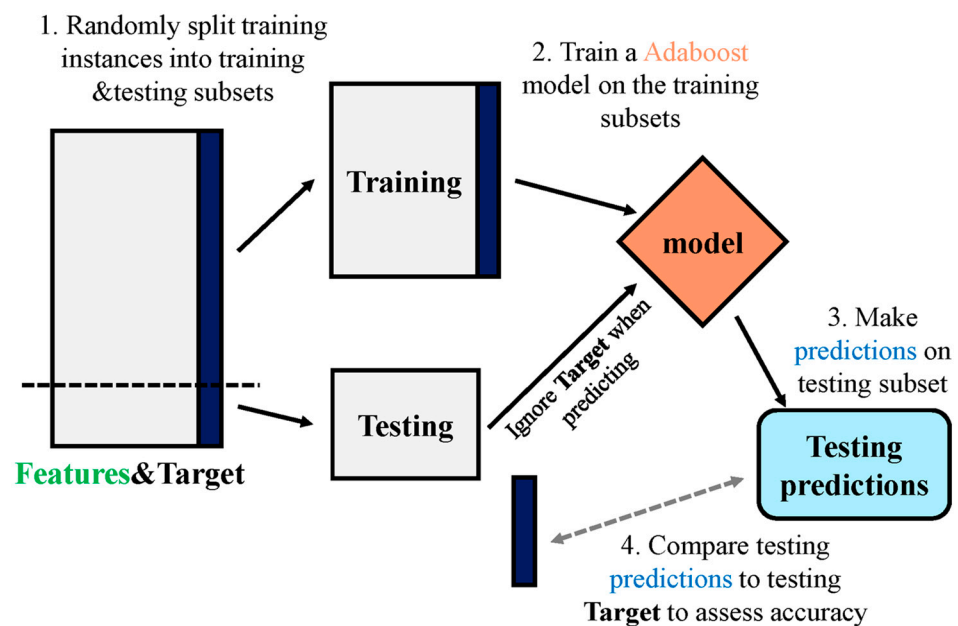 1. Randomly split training
instances into training
&testing subsets
2. Train a Adaboost
model on the training
subsets
Training
model
Ignore Target when
predicting
3. Make
predictions on
testing subset
Testing
Features&Target
Testing
predictions
4. Compare testing
predictions to testing
Target to assess accuracy